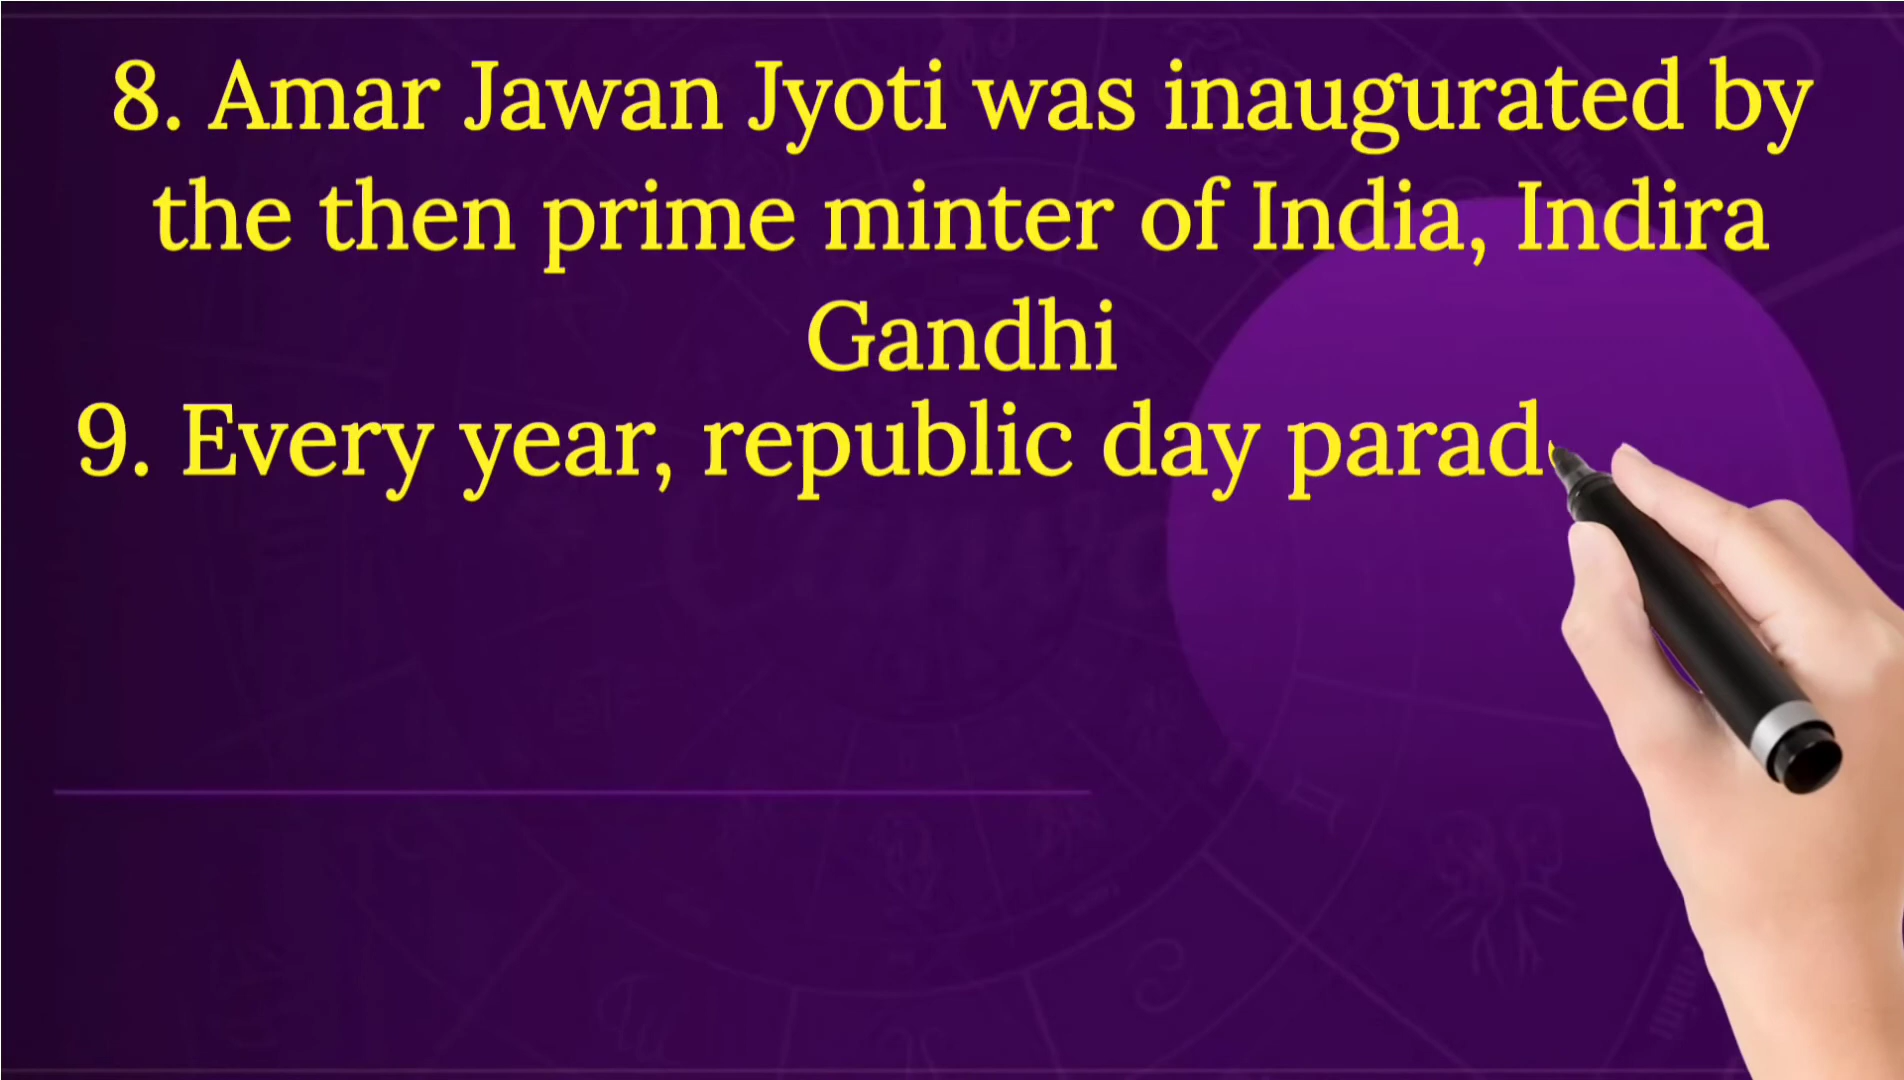 8. Amar Jawan Jyoti was inaugurated by
the then prime minter of India, Indira
Gandhi
9. Every year, republic day parad